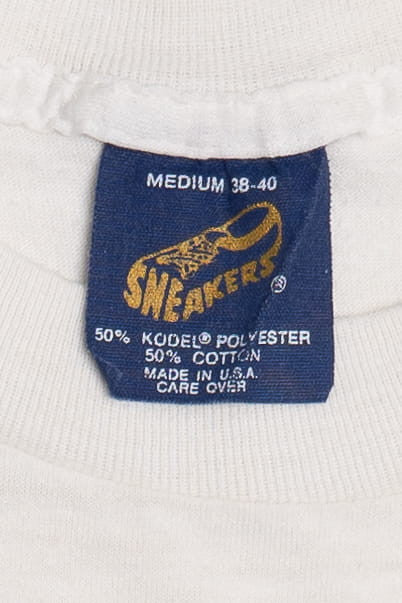 MEDIUM 38-40
SNEAKERS®
50% KODEL® POLYESTER
50% COTTON
MADE IN U.S.A.
CARE OVER